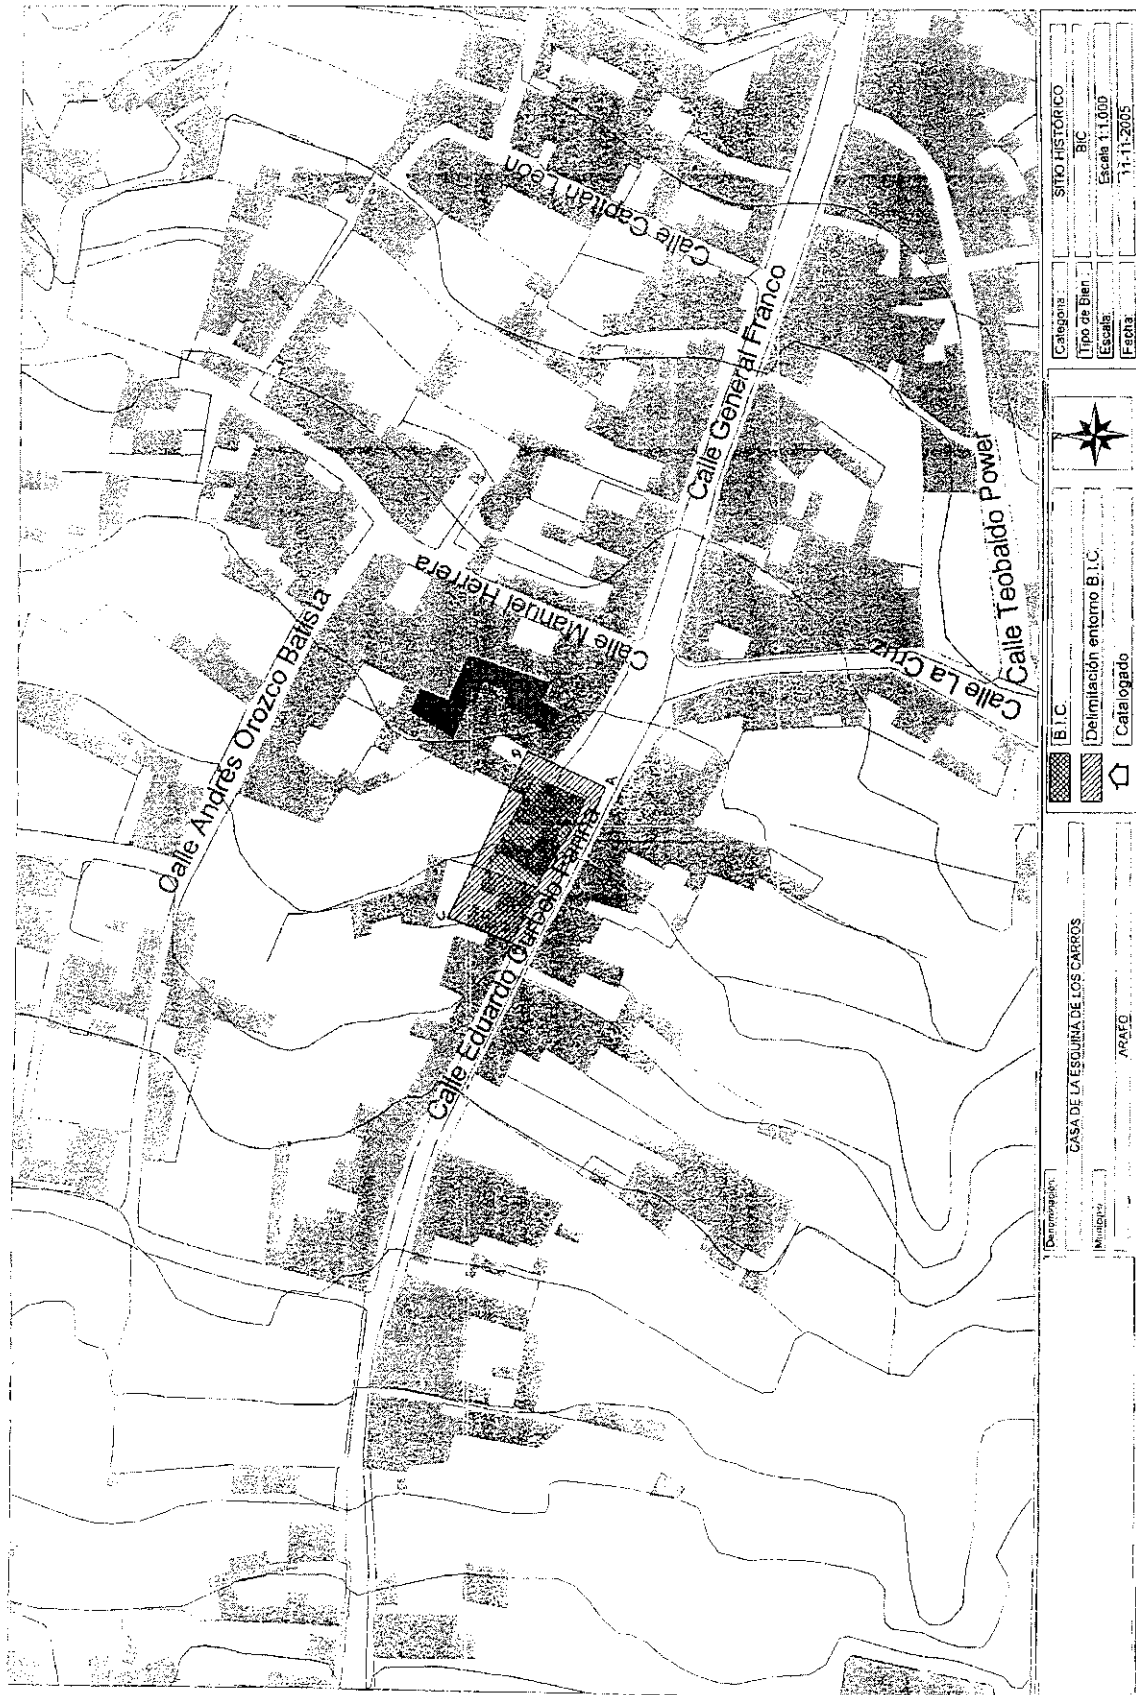 Calle Andrés Orozco Batista
Calle Manuel Herrera
Calle Capitán León
Calle General Franco
Calle Eduardo
Calle La Cruz
Calle Teobaldo Power
A
C
Denominación:
CASA DE LA ESQUINA DE LOS CARROS
Municipio:
ARAFO
B.I.C.
Delimitación entorno B.I.C.
Catalogado
N
Categoría
SITIO HISTÓRICO
Tipo de Bien
BIC
Escala
Escala 1:1.000
Fecha:
11-11-2005